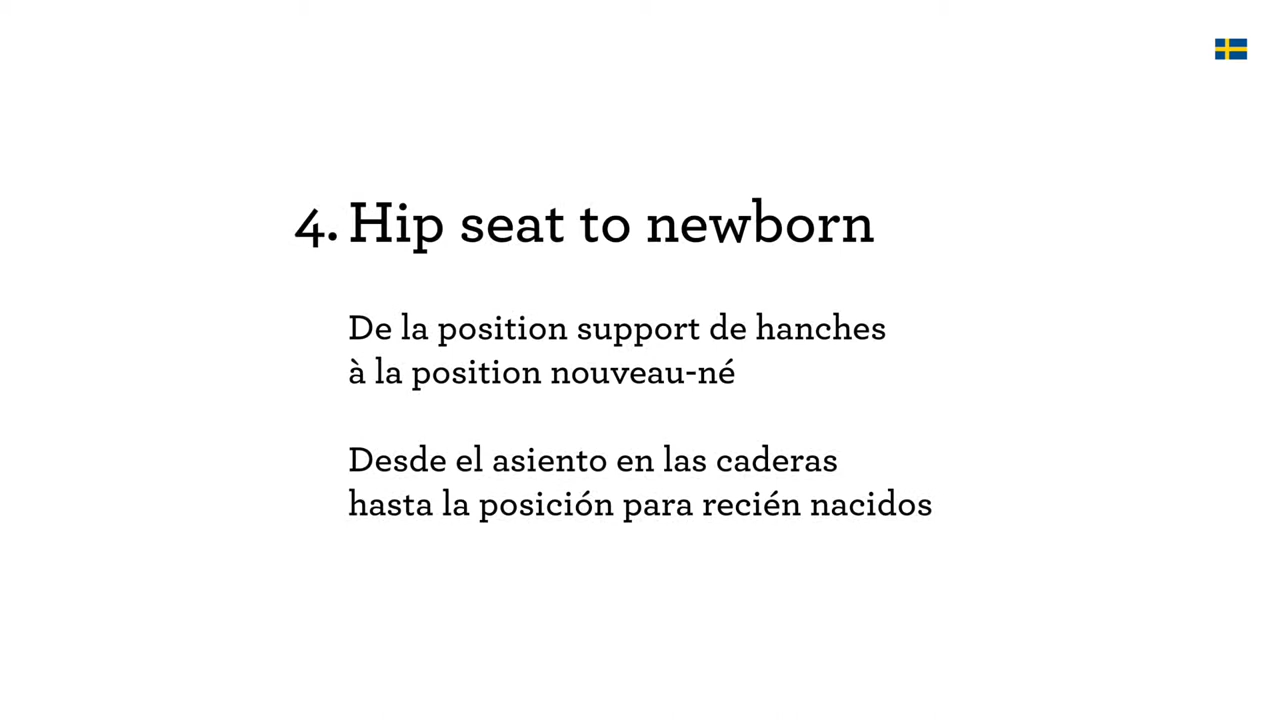 4. Hip seat to newborn
De la position support de hanches
à la position nouveau-né
Desde el asiento en las caderas
hasta la posición para recién nacidos